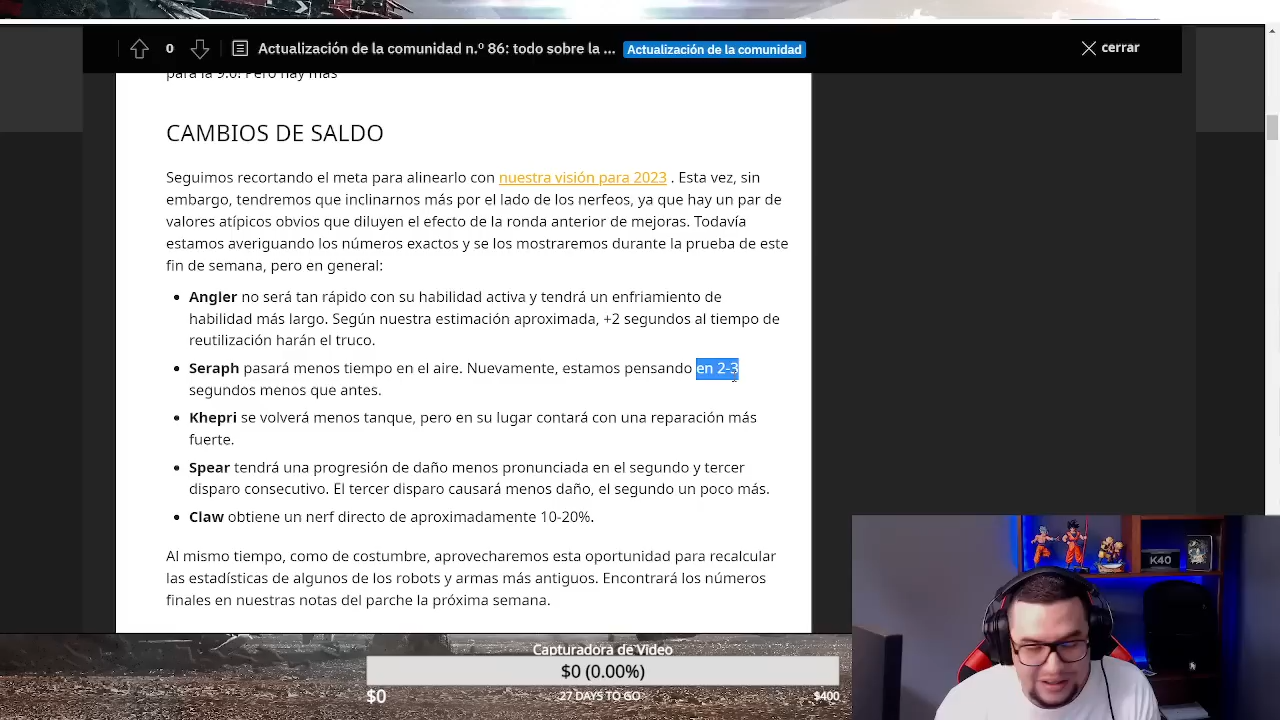 0
Actualización de la comunidad n.º 86: todo sobre la ...
Actualización de la comunidad
cerrar
para la 9.0! Pero hay más
CAMBIOS DE SALDO
Seguimos recortando el meta para alinearlo con nuestra visión para 2023 . Esta vez, sin
embargo, tendremos que inclinarnos más por el lado de los nerfeos, ya que hay un par de
valores atípicos obvios que diluyen el efecto de la ronda anterior de mejoras. Todavía
estamos averiguando los números exactos y se los mostraremos durante la prueba de este
fin de semana, pero en general:
Angler no será tan rápido con su habilidad activa y tendrá un enfriamiento de
habilidad más largo. Según nuestra estimación aproximada, +2 segundos al tiempo de
reutilización harán el truco.
Seraph pasará menos tiempo en el aire. Nuevamente, estamos pensando en 2-3
segundos menos que antes.
Khepri se volverá menos tanque, pero en su lugar contará con una reparación más
fuerte.
Spear tendrá una progresión de daño menos pronunciada en el segundo y tercer
disparo consecutivo. El tercer disparo causará menos daño, el segundo un poco más.
Claw obtiene un nerf directo de aproximadamente 10-20%.
Al mismo tiempo, como de costumbre, aprovecharemos esta oportunidad para recalcular
las estadísticas de algunos de los robots y armas más antiguos. Encontrará los números
finales en nuestras notas del parche la próxima semana.
K40
Capturadora de Video
$0 (0.00%)
$0
27 DAYS TO GO
$400